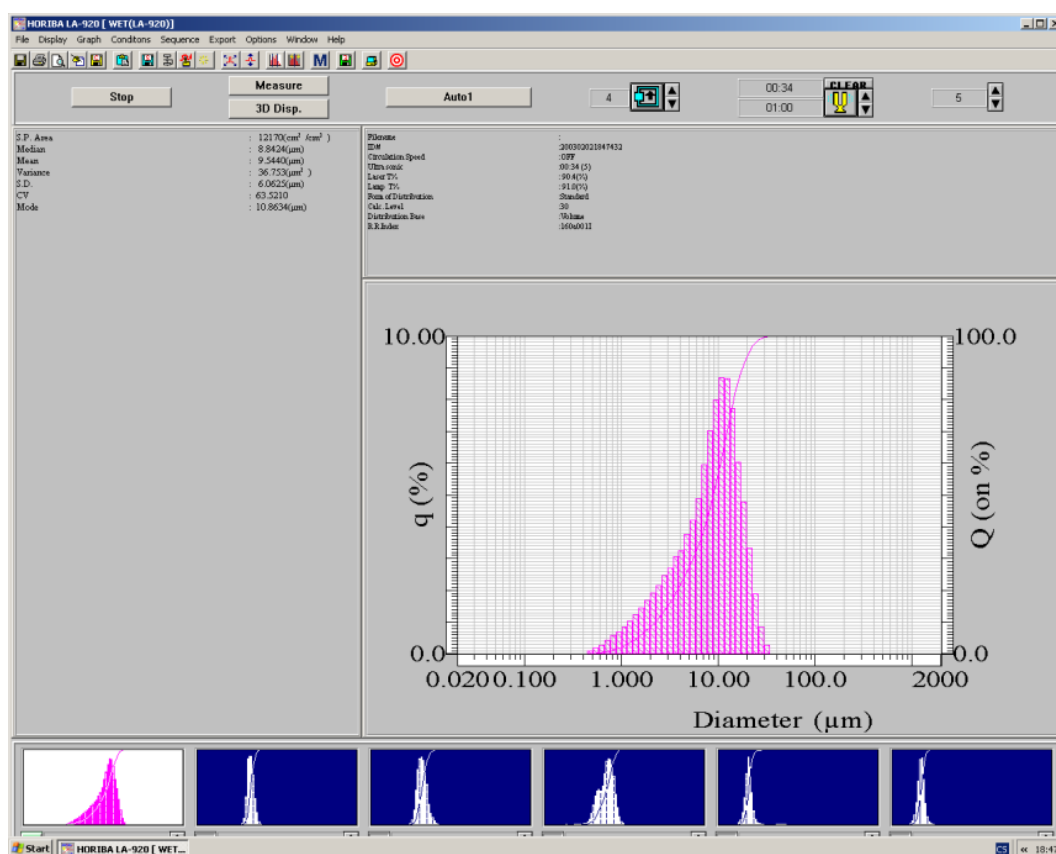 HORIBA LA-920 [ WET(LA-920)]
File Display Graph Conditons Sequence Export Options Window Help
M
Stop
Measure
3D Disp.
Auto1
4
00:34
01:00
CLEAR
5
S.P. Area : 12170(cm² /cm³ )
Median : 8.8424(µm)
Mean : 9.5440(µm)
Variance : 36.753(µm² )
S.D. : 6.0625(µm)
CV : 63.5210
Mode : 10.8634(µm)
Filename :
ID# :200302021847432
Circulation Speed :OFF
Ultra sonic :00:34 (5)
Laser T% :90.4(%)
Lamp T% :91.0(%)
Form of Distribution :Standard
Calc. Level :30
Distribution Base :Volume
R.R.Index :160a001I
10.00
100.0
q (%)
Q (on %)
0.0
0.0
0.020 0.100 1.000 10.00 100.0 2000
Diameter (µm)
Start HORIBA LA-920 [ WET... CS « 18:47